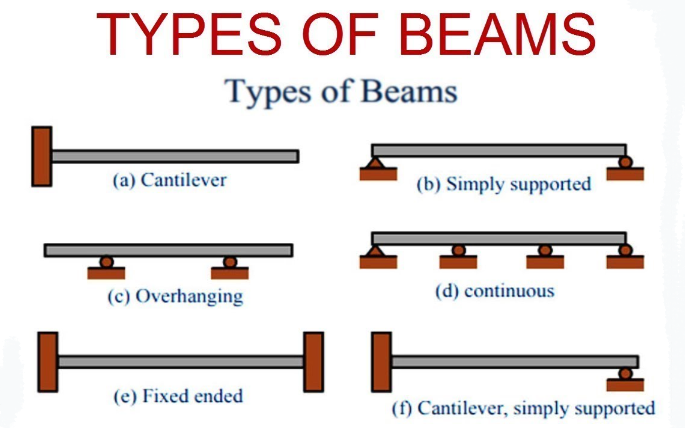 TYPES OF BEAMS
Types of Beams
(a) Cantilever
(b) Simply supported
(c) Overhanging
(d) continuous
(e) Fixed ended
(f) Cantilever, simply supported